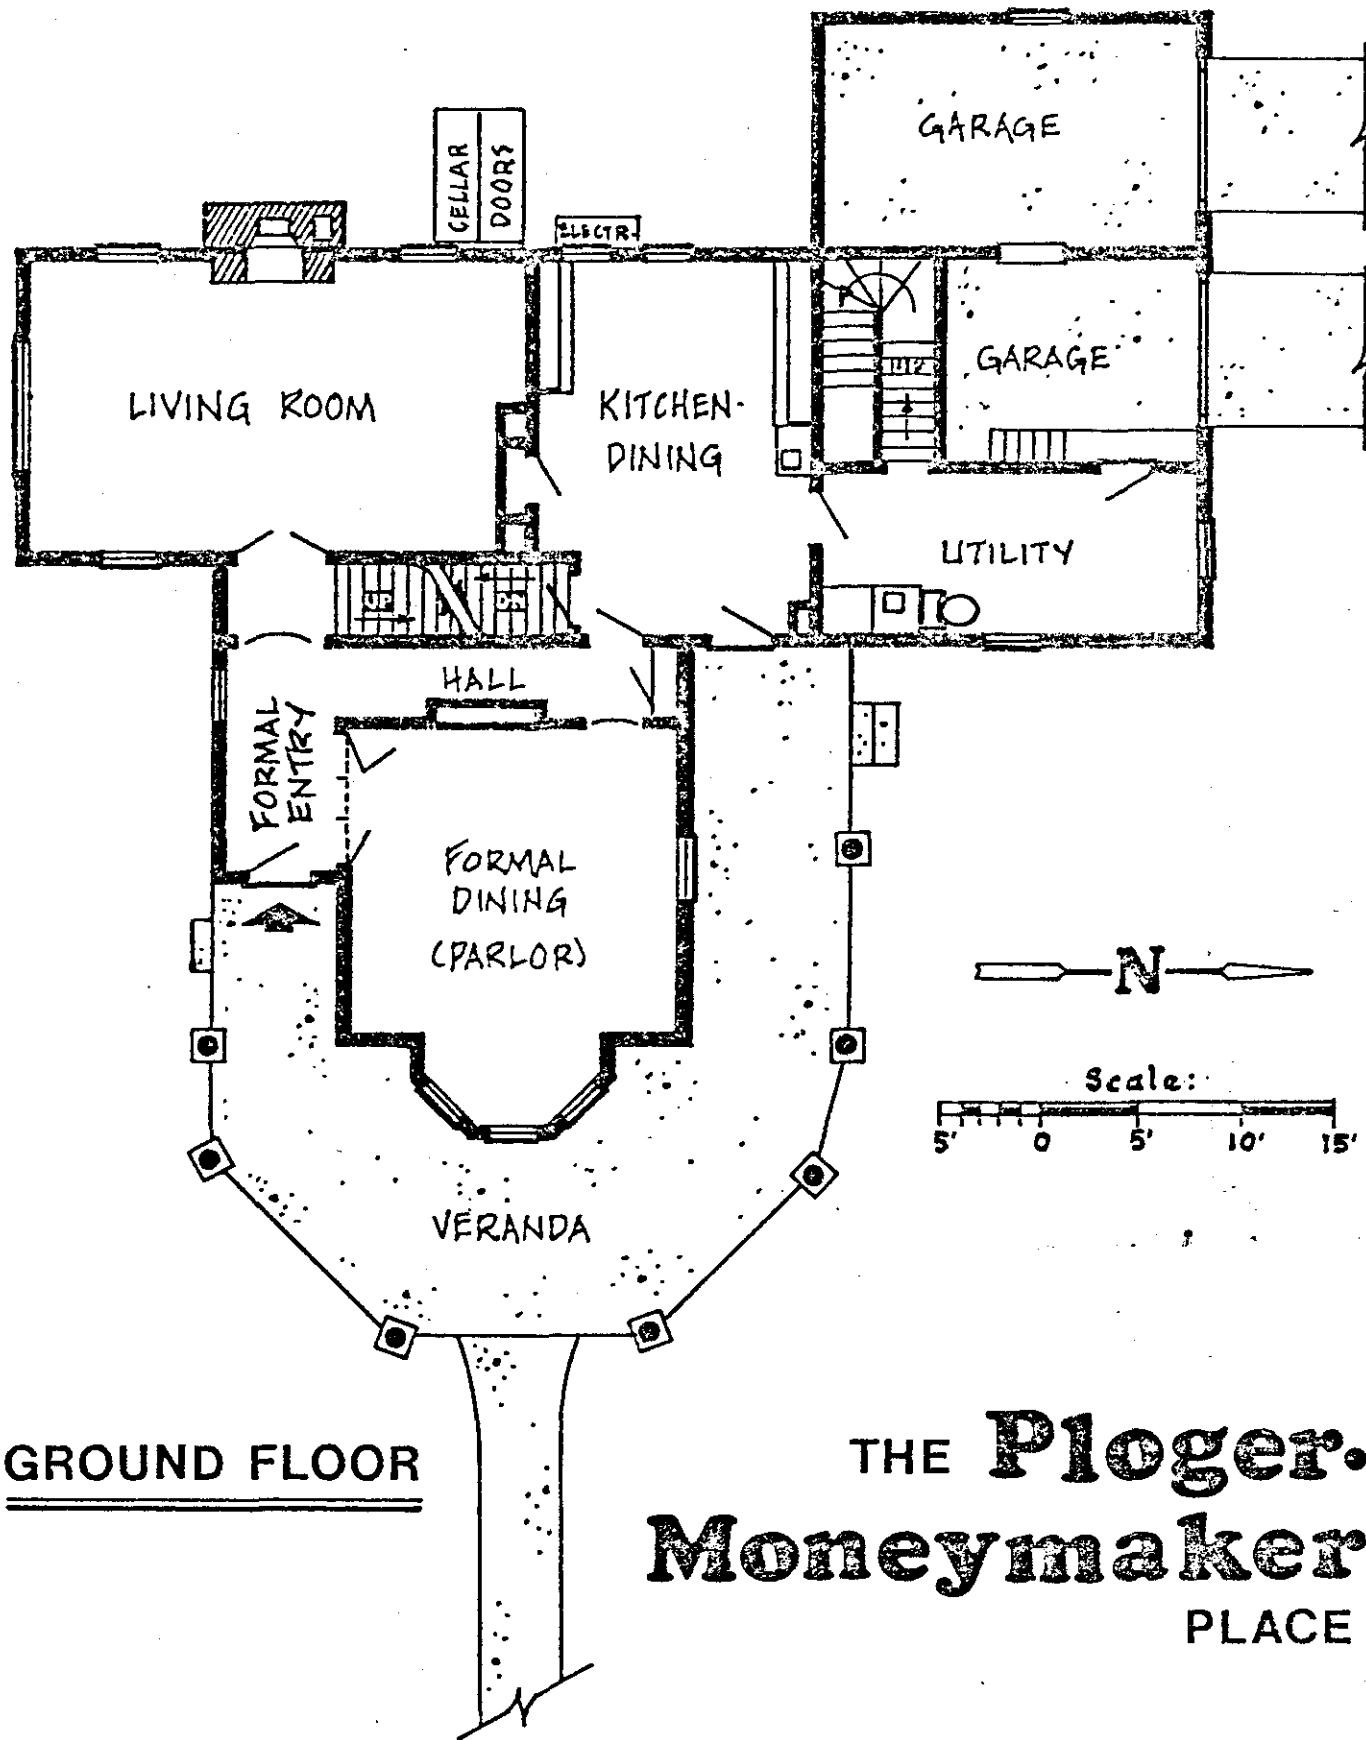 GARAGE
CELLAR
DOORS
ELECTR.
GARAGE
LIVING ROOM
KITCHEN-
DINING
UP
UTILITY
UP
DN
HALL
FORMAL
ENTRY
FORMAL
DINING
(PARLOR)
N
Scale:
5' 0 5' 10' 15'
VERANDA
GROUND FLOOR
THE Ploger-
Moneymaker
PLACE